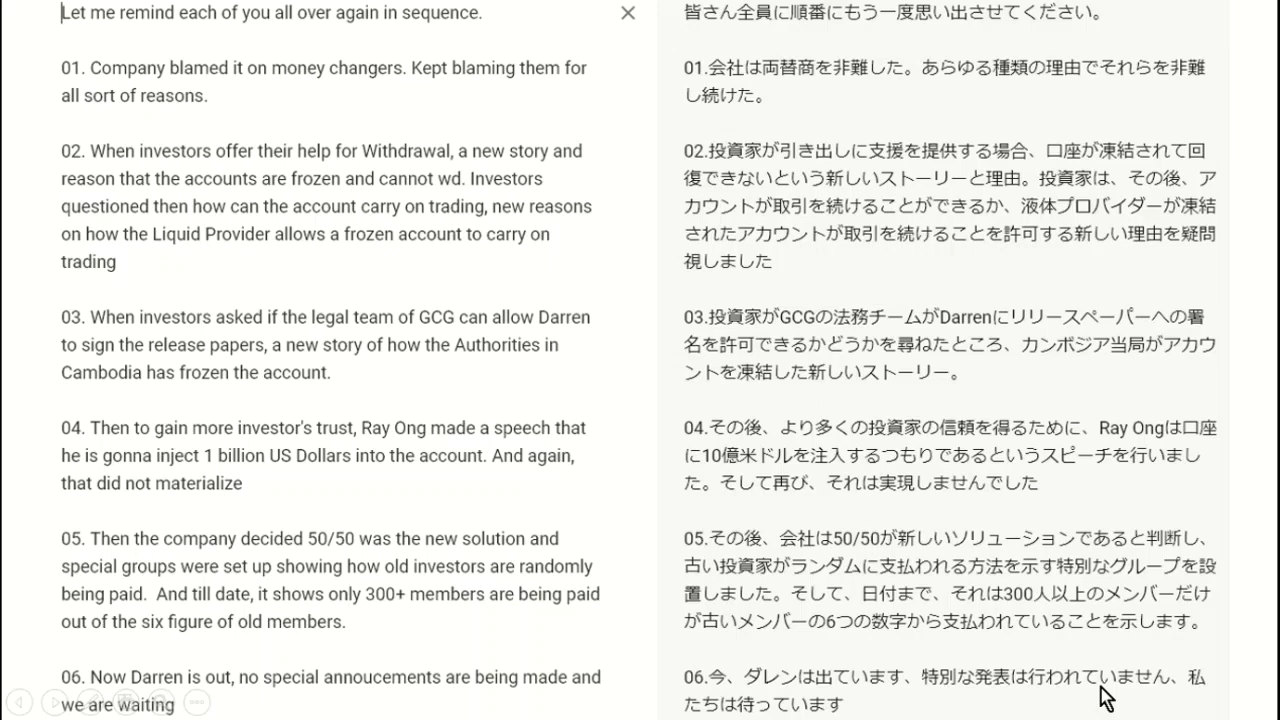 Let me remind each of you all over again in sequence.
01. Company blamed it on money changers. Kept blaming them for
all sort of reasons.
02. When investors offer their help for Withdrawal, a new story and
reason that the accounts are frozen and cannot wd. Investors
questioned then how can the account carry on trading, new reasons
on how the Liquid Provider allows a frozen account to carry on
trading
03. When investors asked if the legal team of GCG can allow Darren
to sign the release papers, a new story of how the Authorities in
Cambodia has frozen the account.
04. Then to gain more investor's trust, Ray Ong made a speech that
he is gonna inject 1 billion US Dollars into the account. And again,
that did not materialize
05. Then the company decided 50/50 was the new solution and
special groups were set up showing how old investors are randomly
being paid.  And till date, it shows only 300+ members are being paid
out of the six figure of old members.
06. Now Darren is out, no special annoucements are being made and
we are waiting
皆さん全員に順番にもう一度思い出させてください。
01.会社は両替商を非難した。あらゆる種類の理由でそれらを非難
し続けた。
02.投資家が引き出しに支援を提供する場合、口座が凍結されて回
復できないという新しいストーリーと理由。投資家は、その後、ア
カウントが取引を続けることができるか、液体プロバイダーが凍結
されたアカウントが取引を続けることを許可する新しい理由を疑問
視しました
03.投資家がGCGの法務チームがDarrenにリリースペーパーへの署
名を許可できるかどうかを尋ねたところ、カンボジア当局がアカウ
ントを凍結した新しいストーリー。
04.その後、より多くの投資家の信頼を得るために、Ray Ongは口座
に10億米ドルを注入するつもりであるというスピーチを行いまし
た。そして再び、それは実現しませんでした
05.その後、会社は50/50が新しいソリューションであると判断し、
古い投資家がランダムに支払われる方法を示す特別なグループを設
置しました。そして、日付まで、それは300人以上のメンバーだけ
が古いメンバーの6つの数字から支払われていることを示します。
06.今、ダレンは出ています、特別な発表は行われていません、私
たちは待っています